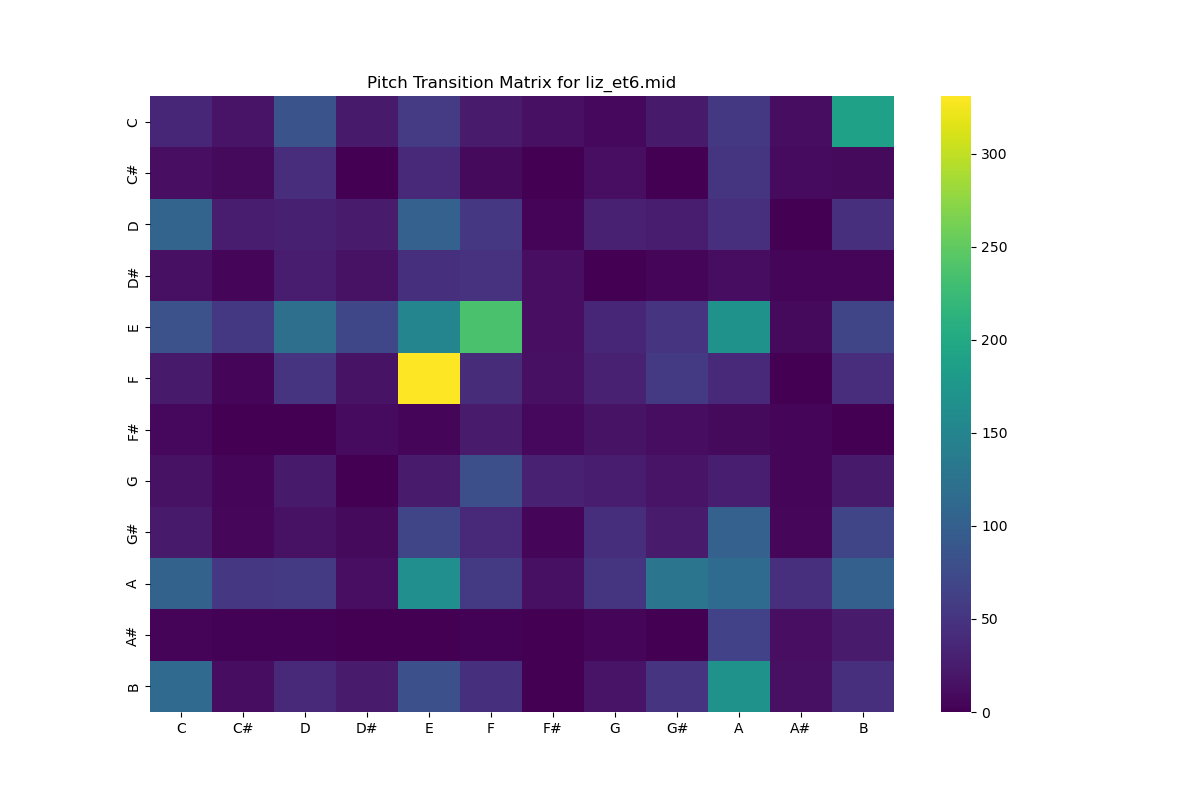 Pitch Transition Matrix for liz_et6.mid
C
C#
D
D#
E
F
F#
G
G#
A
A#
B
C C# D D# E F F# G G# A A# B
300
250
200
150
100
50
0